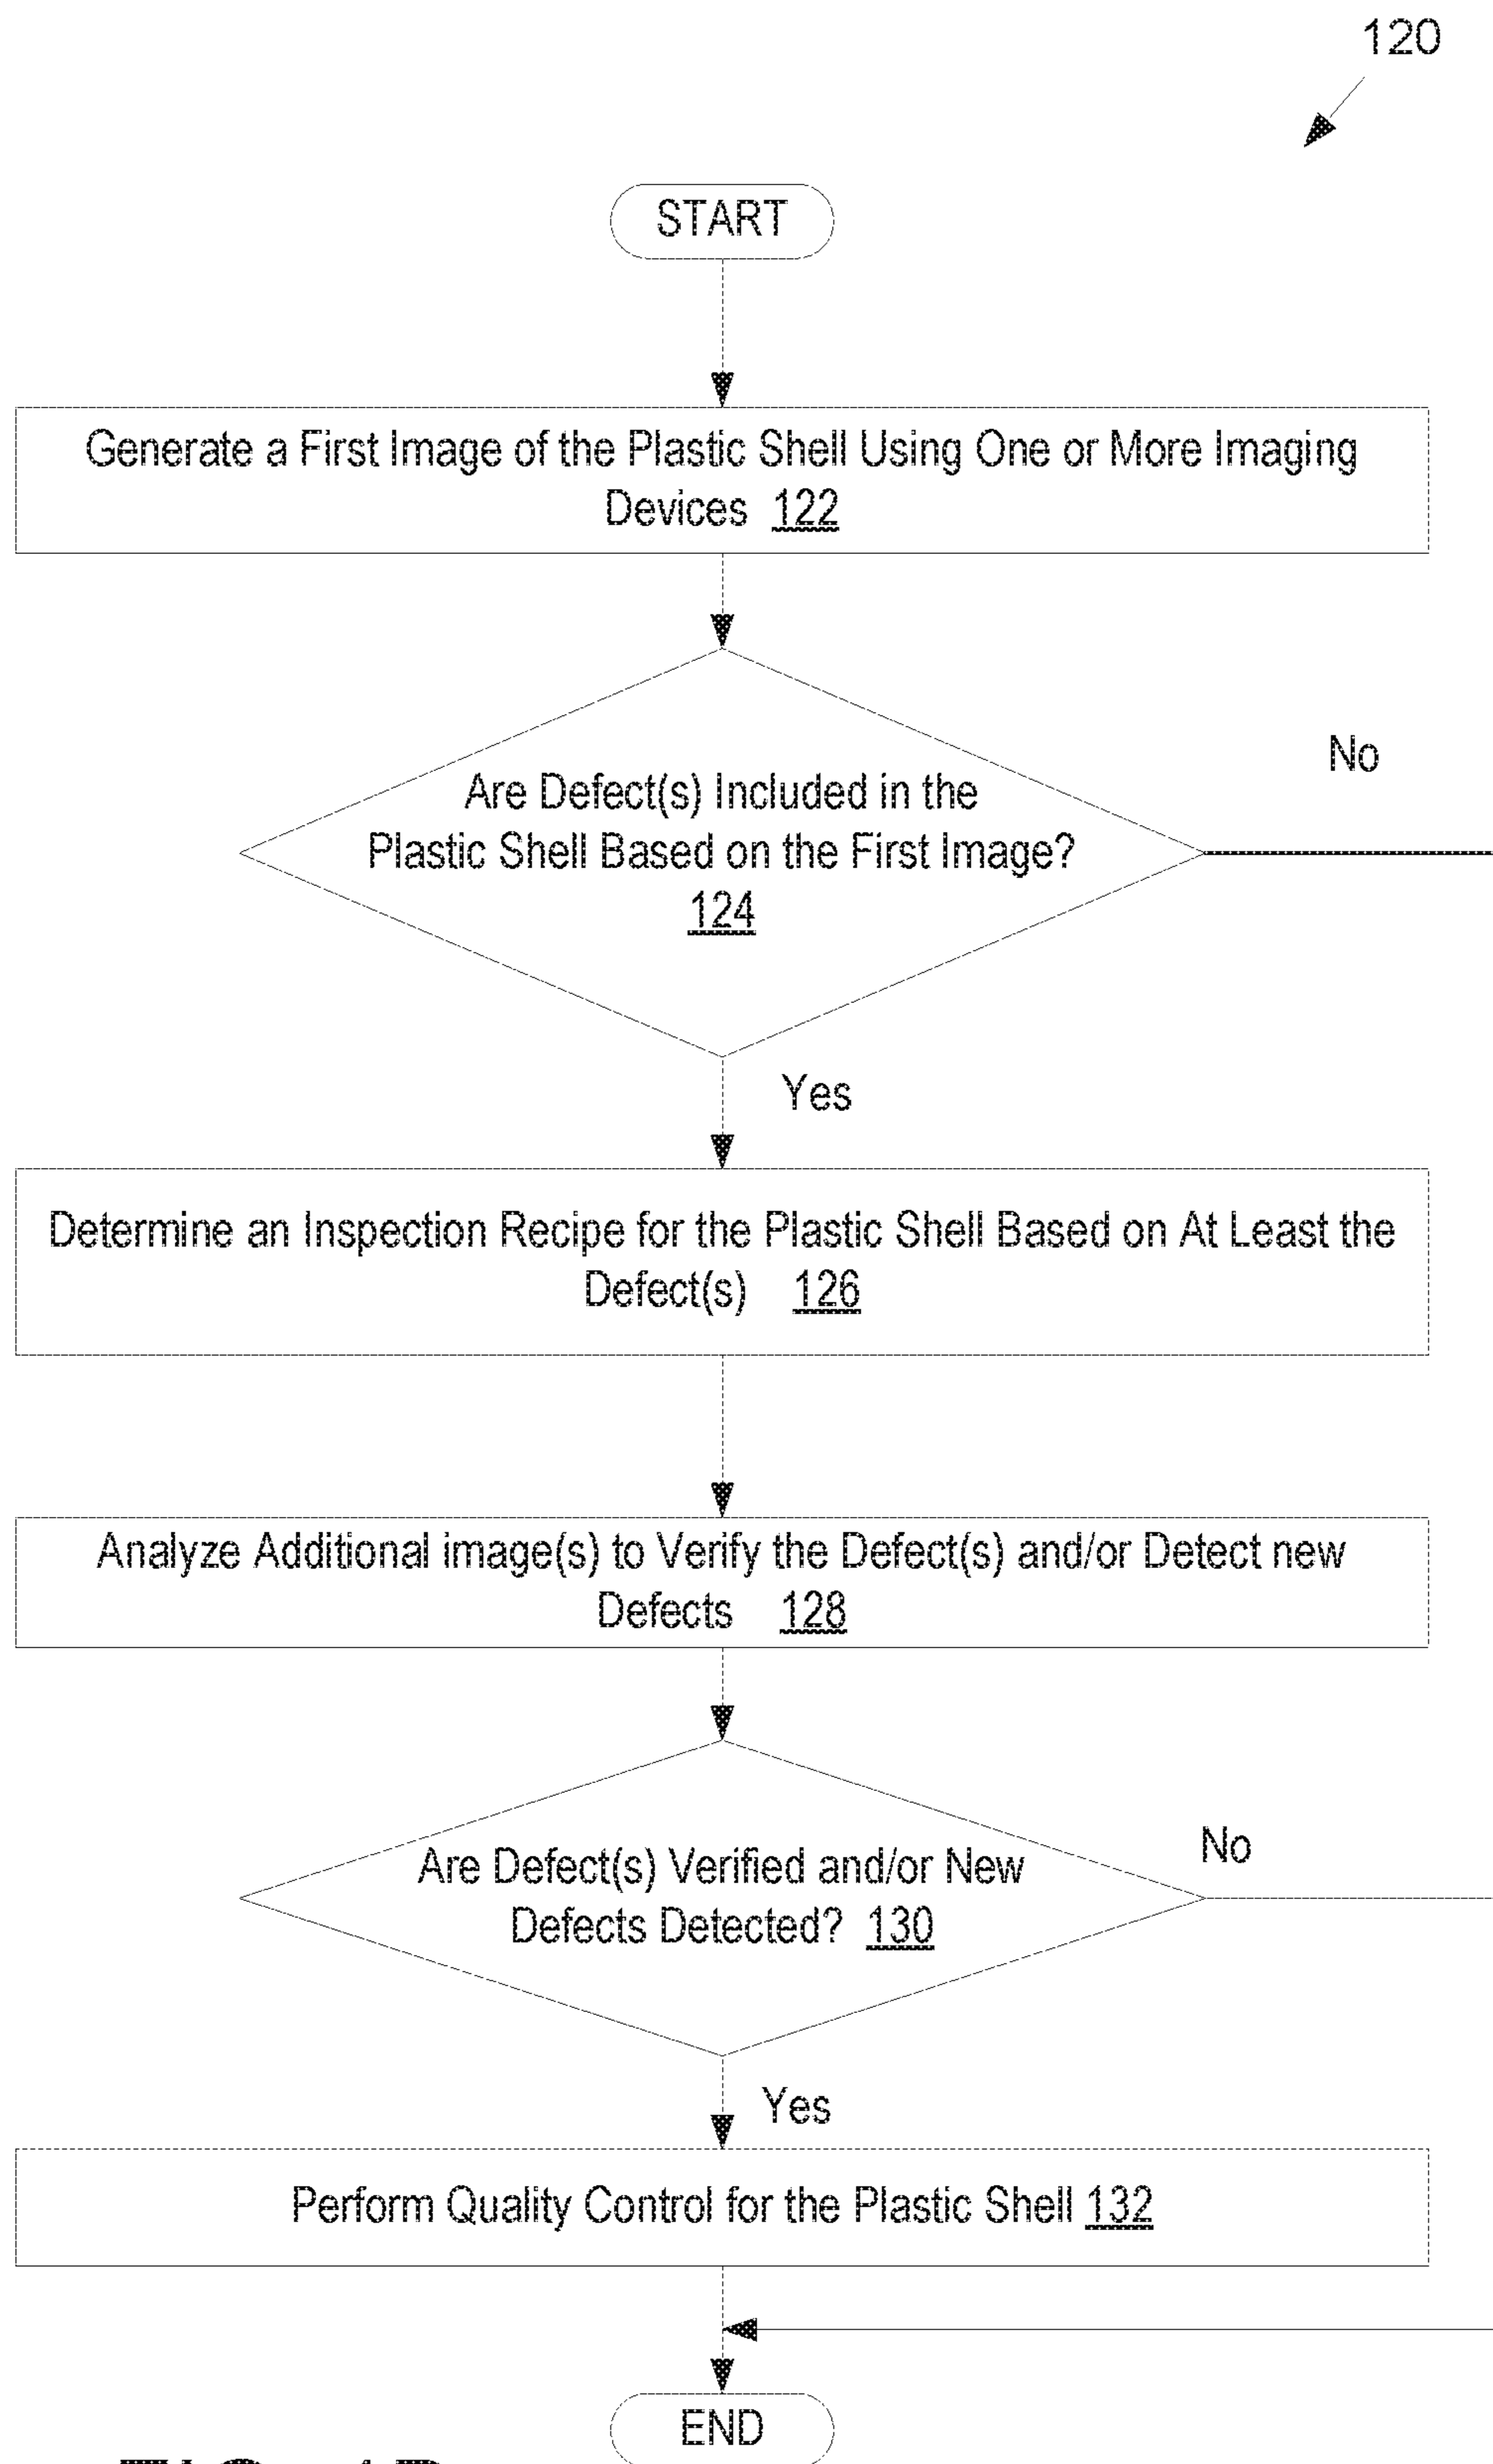 120
START
Generate a First Image of the Plastic Shell Using One or More Imaging
Devices 122
Are Defect(s) Included in the
Plastic Shell Based on the First Image?
124
No
Yes
Determine an Inspection Recipe for the Plastic Shell Based on At Least the
Defect(s) 126
Analyze Additional image(s) to Verify the Defect(s) and/or Detect new
Defects 128
Are Defect(s) Verified and/or New
Defects Detected? 130
No
Yes
Perform Quality Control for the Plastic Shell 132
END